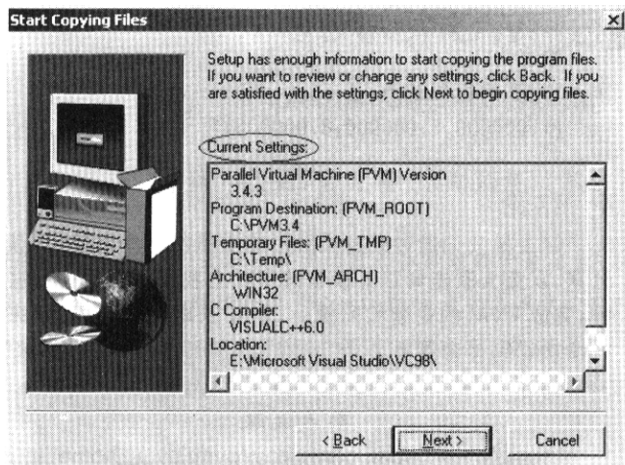 Start Copying Files
Setup has enough information to start copying the program files.
If you want to review or change any settings, click Back. If you
are satisfied with the settings, click Next to begin copying files.
Current Settings:
Parallel Virtual Machine (PVM) Version
3.4.3
Program Destination: (PVM_ROOT)
C:\PVM3.4
Temporary Files: (PVM_TMP)
C:\Temp\
Architecture: (PVM_ARCH)
WIN32
C Compiler:
VISUALC++6.0
Location:
E:\Microsoft Visual Studio\VC98\
< Back Next > Cancel